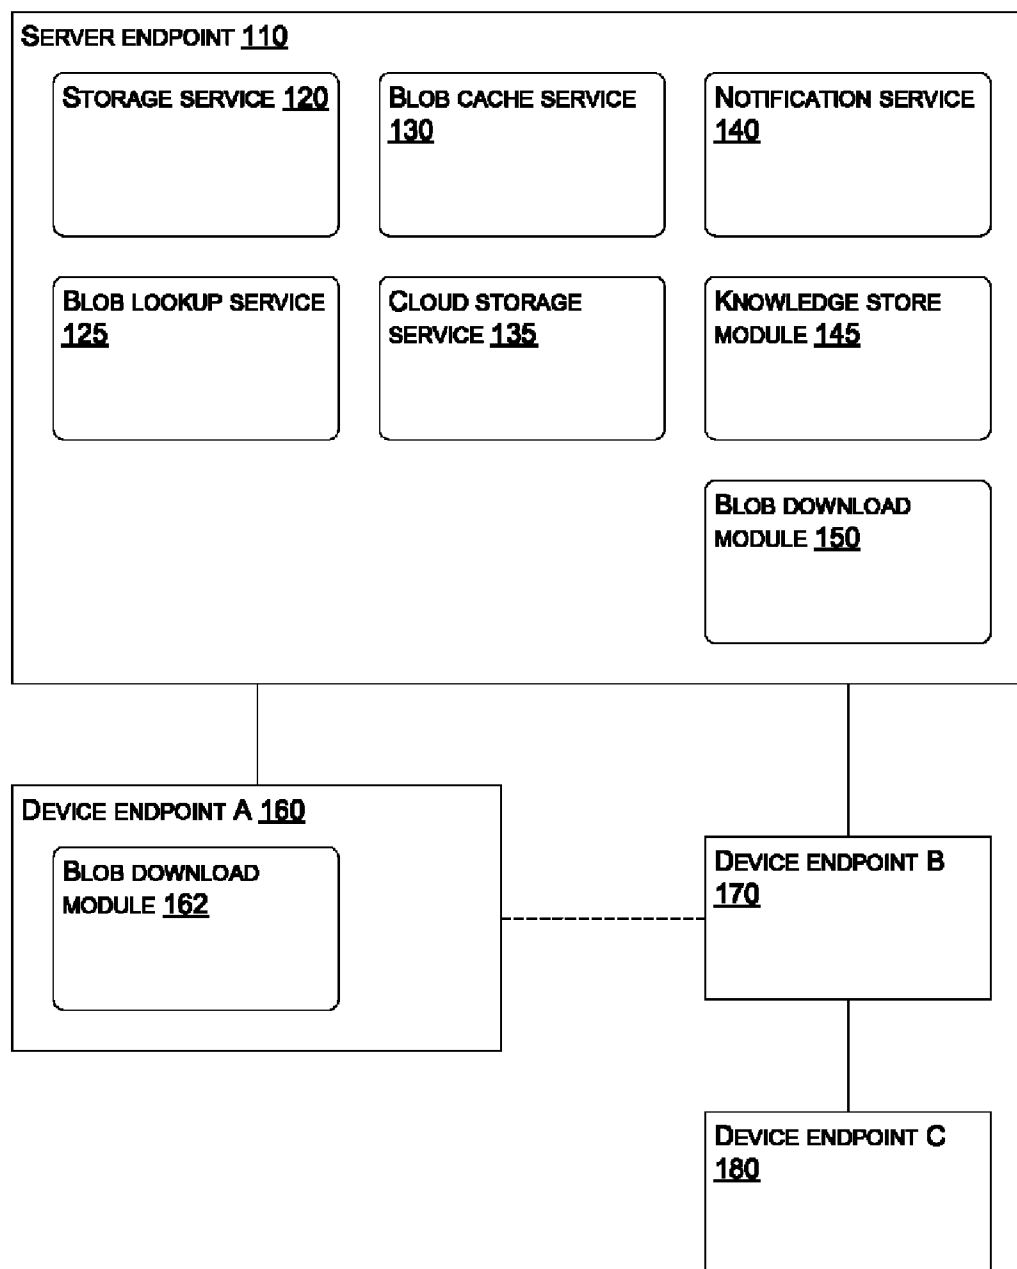 SERVER ENDPOINT 110
STORAGE SERVICE 120
BLOB CACHE SERVICE
130
NOTIFICATION SERVICE
140
BLOB LOOKUP SERVICE
125
CLOUD STORAGE
SERVICE 135
KNOWLEDGE STORE
MODULE 145
BLOB DOWNLOAD
MODULE 150
DEVICE ENDPOINT A 160
BLOB DOWNLOAD
MODULE 162
DEVICE ENDPOINT B
170
DEVICE ENDPOINT C
180